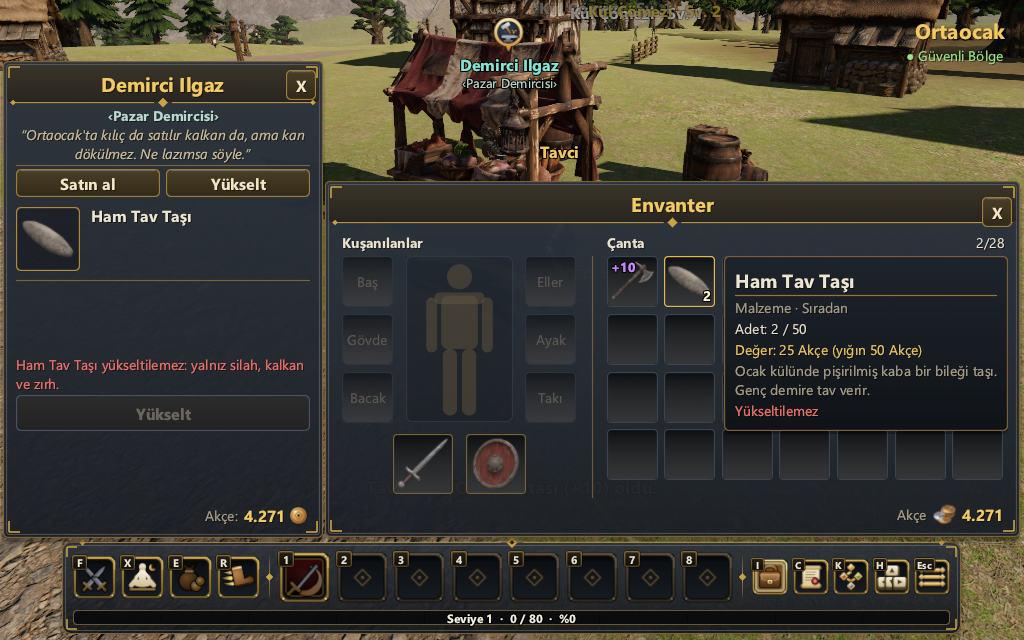 Ortaocak
Güvenli Bölge
Demirci Ilgaz
‹Pazar Demircisi›
Tavci
Demirci Ilgaz
X
‹Pazar Demircisi›
“Ortaocak'ta kılıç da satılır kalkan da, ama kan
dökülmez. Ne lazımsa söyle.”
Satın al
Yükselt
Ham Tav Taşı
Ham Tav Taşı yükseltilemez: yalnız silah, kalkan
ve zırh.
Yükselt
Akçe: 4.271
Envanter
X
Kuşanılanlar
Çanta
2/28
Baş
Eller
Gövde
Ayak
Bacak
Takı
+10
2
Ham Tav Taşı
Malzeme · Sıradan
Adet: 2 / 50
Değer: 25 Akçe (yığın 50 Akçe)
Ocak külünde pişirilmiş kaba bir bileği taşı.
Genç demire tav verir.
Yükseltilemez
Akçe 4.271
F X E R 1 2 3 4 5 6 7 8 I C K H Esc
Seviye 1 · 0 / 80 · %0